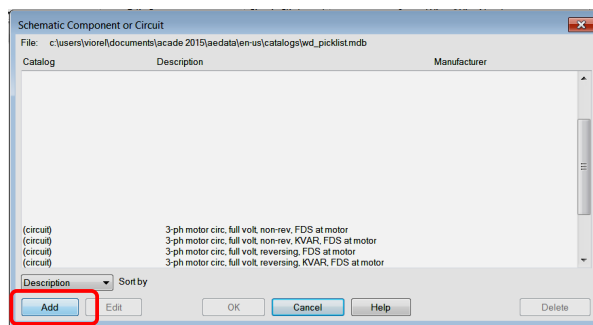 Schematic Component or Circuit
File: c:\users\viorel\documents\acade 2015\aedata\en-us\catalogs\wd_picklist.mdb
Catalog Description Manufacturer
(circuit) 3-ph motor circ, full volt, non-rev, FDS at motor
(circuit) 3-ph motor circ, full volt, non-rev, KVAR, FDS at motor
(circuit) 3-ph motor circ, full volt, reversing, FDS at motor
(circuit) 3-ph motor circ, full volt, reversing, KVAR, FDS at motor
Description Sort by
Add Edit OK Cancel Help Delete